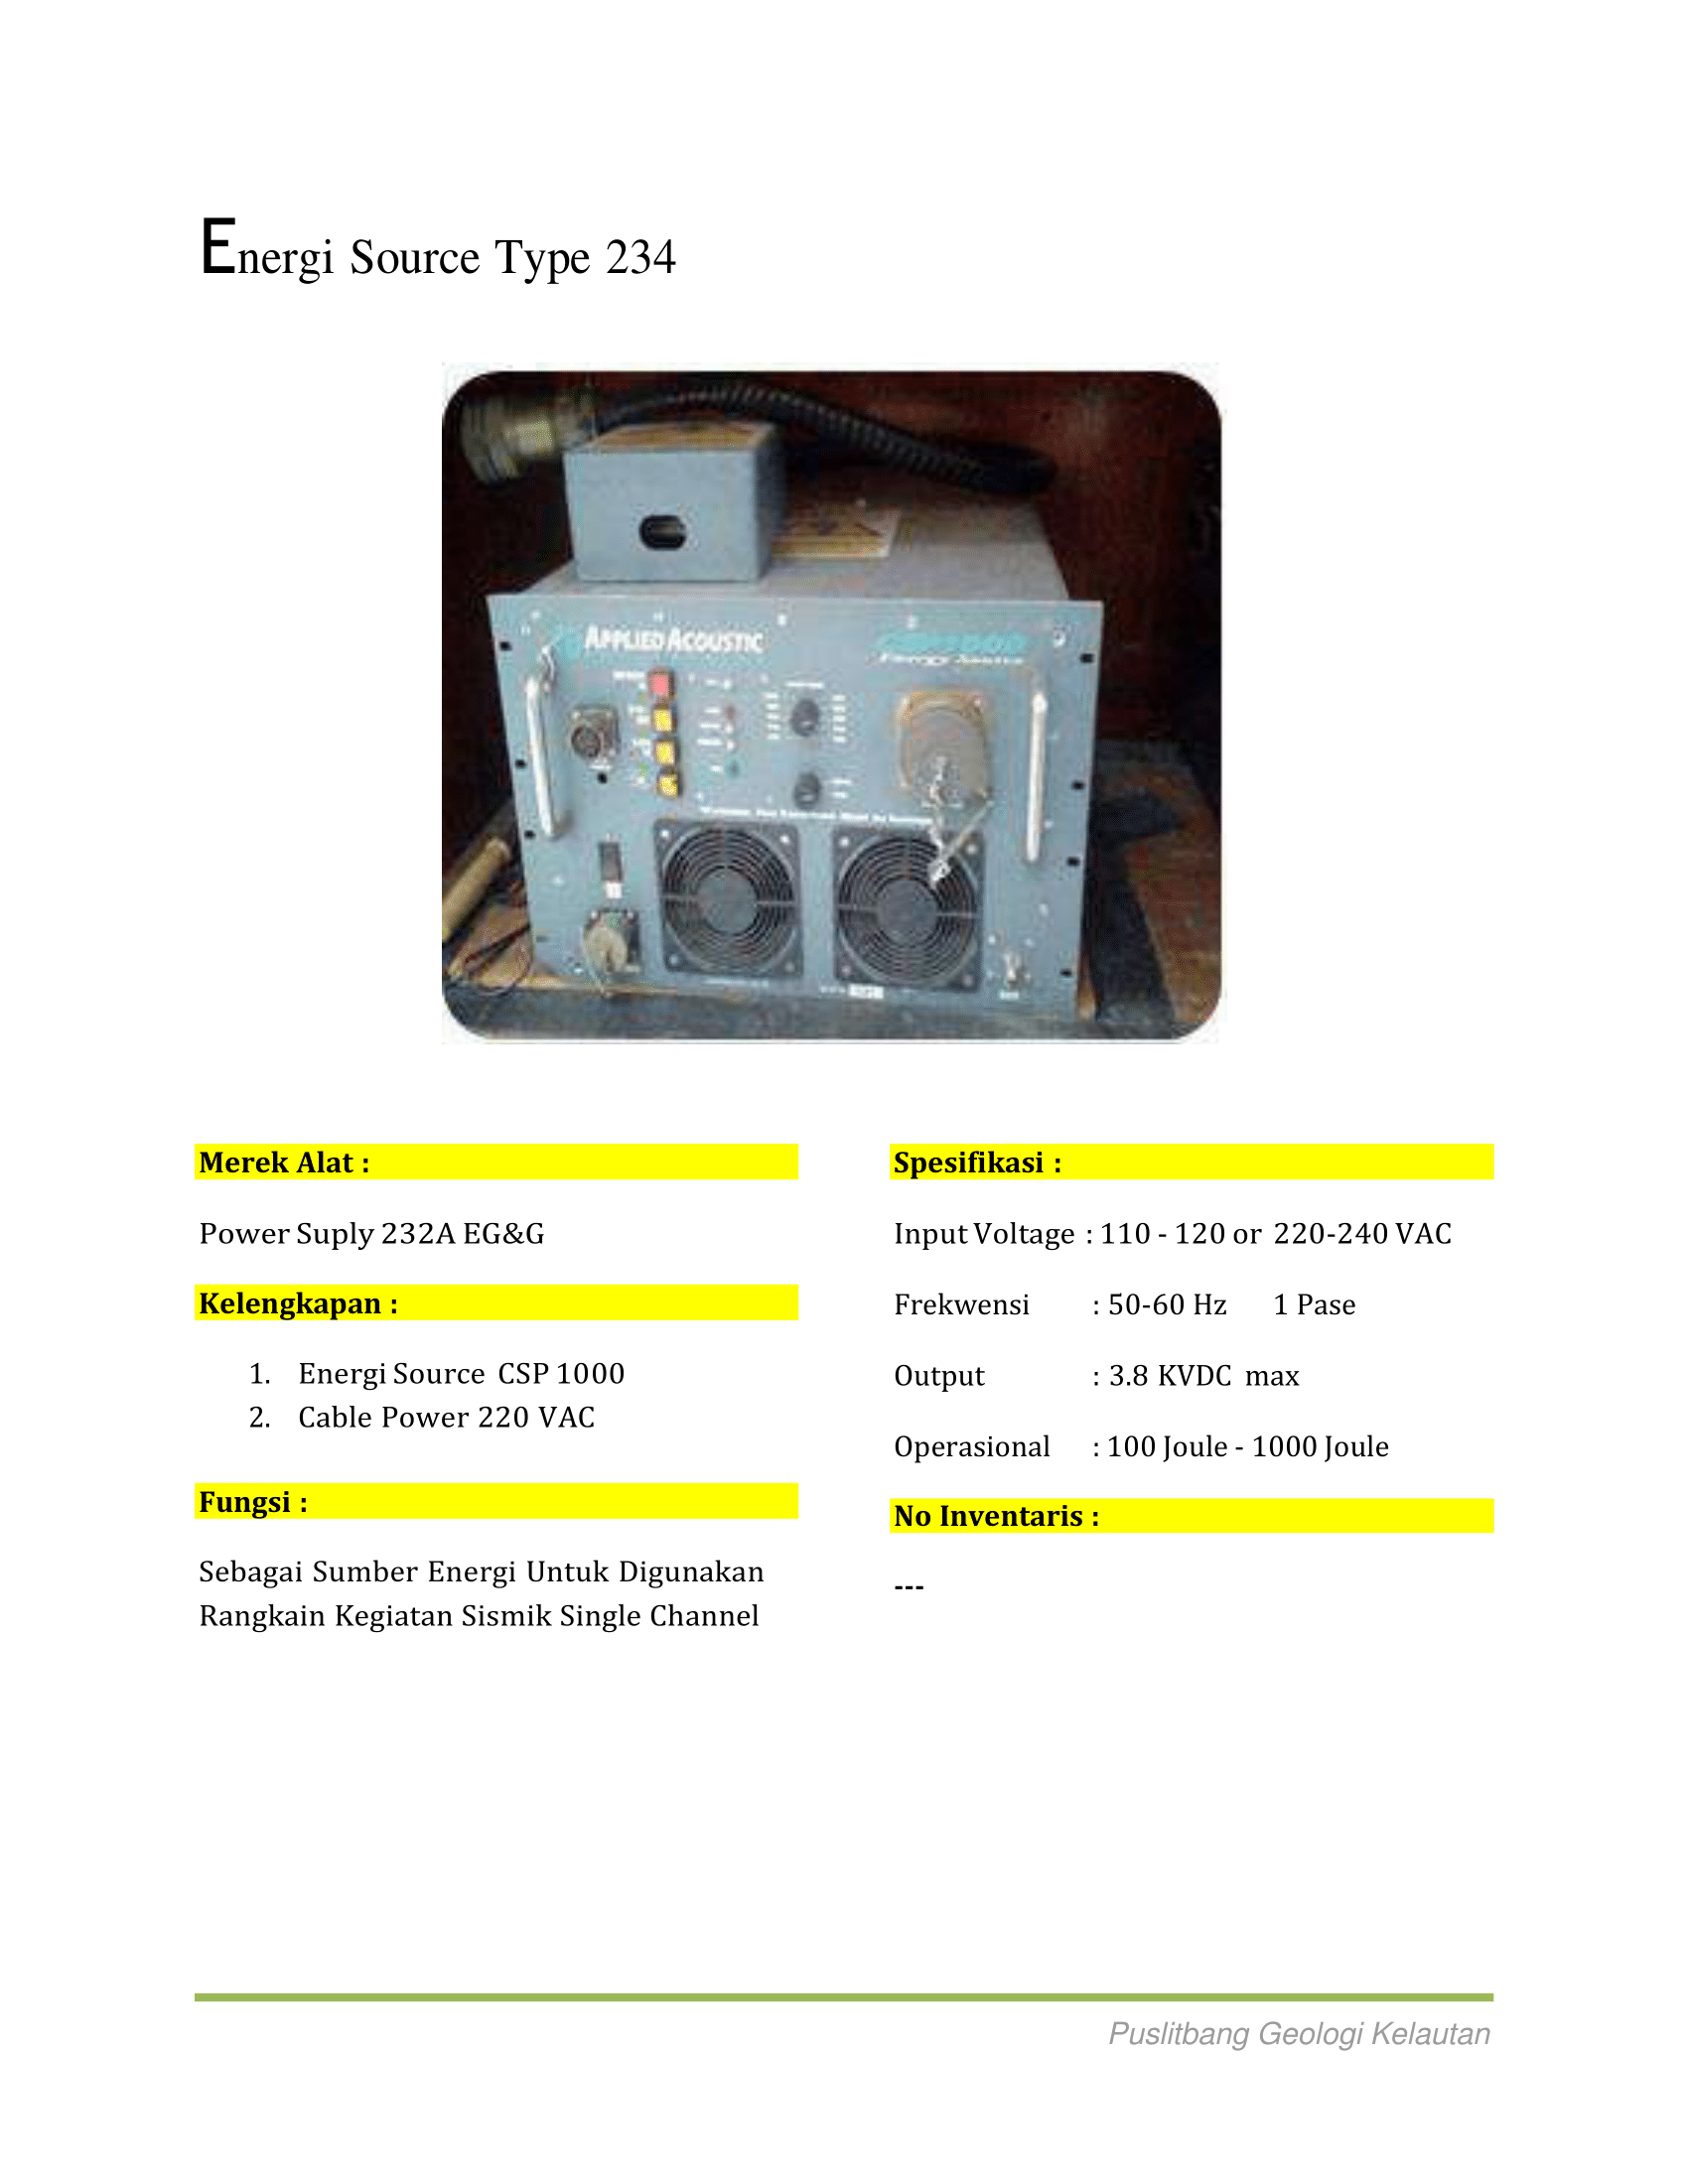 Energi Source Type 234
APPLIED ACOUSTIC
Energy Source
Merek Alat :
Power Suply 232A EG&G
Kelengkapan :
1. Energi Source CSP 1000
2. Cable Power 220 VAC
Fungsi :
Sebagai Sumber Energi Untuk Digunakan
Rangkain Kegiatan Sismik Single Channel
Spesifikasi :
Input Voltage : 110 - 120 or 220-240 VAC
Frekwensi : 50-60 Hz 1 Pase
Output : 3.8 KVDC max
Operasional : 100 Joule - 1000 Joule
No Inventaris :
---
Puslitbang Geologi Kelautan